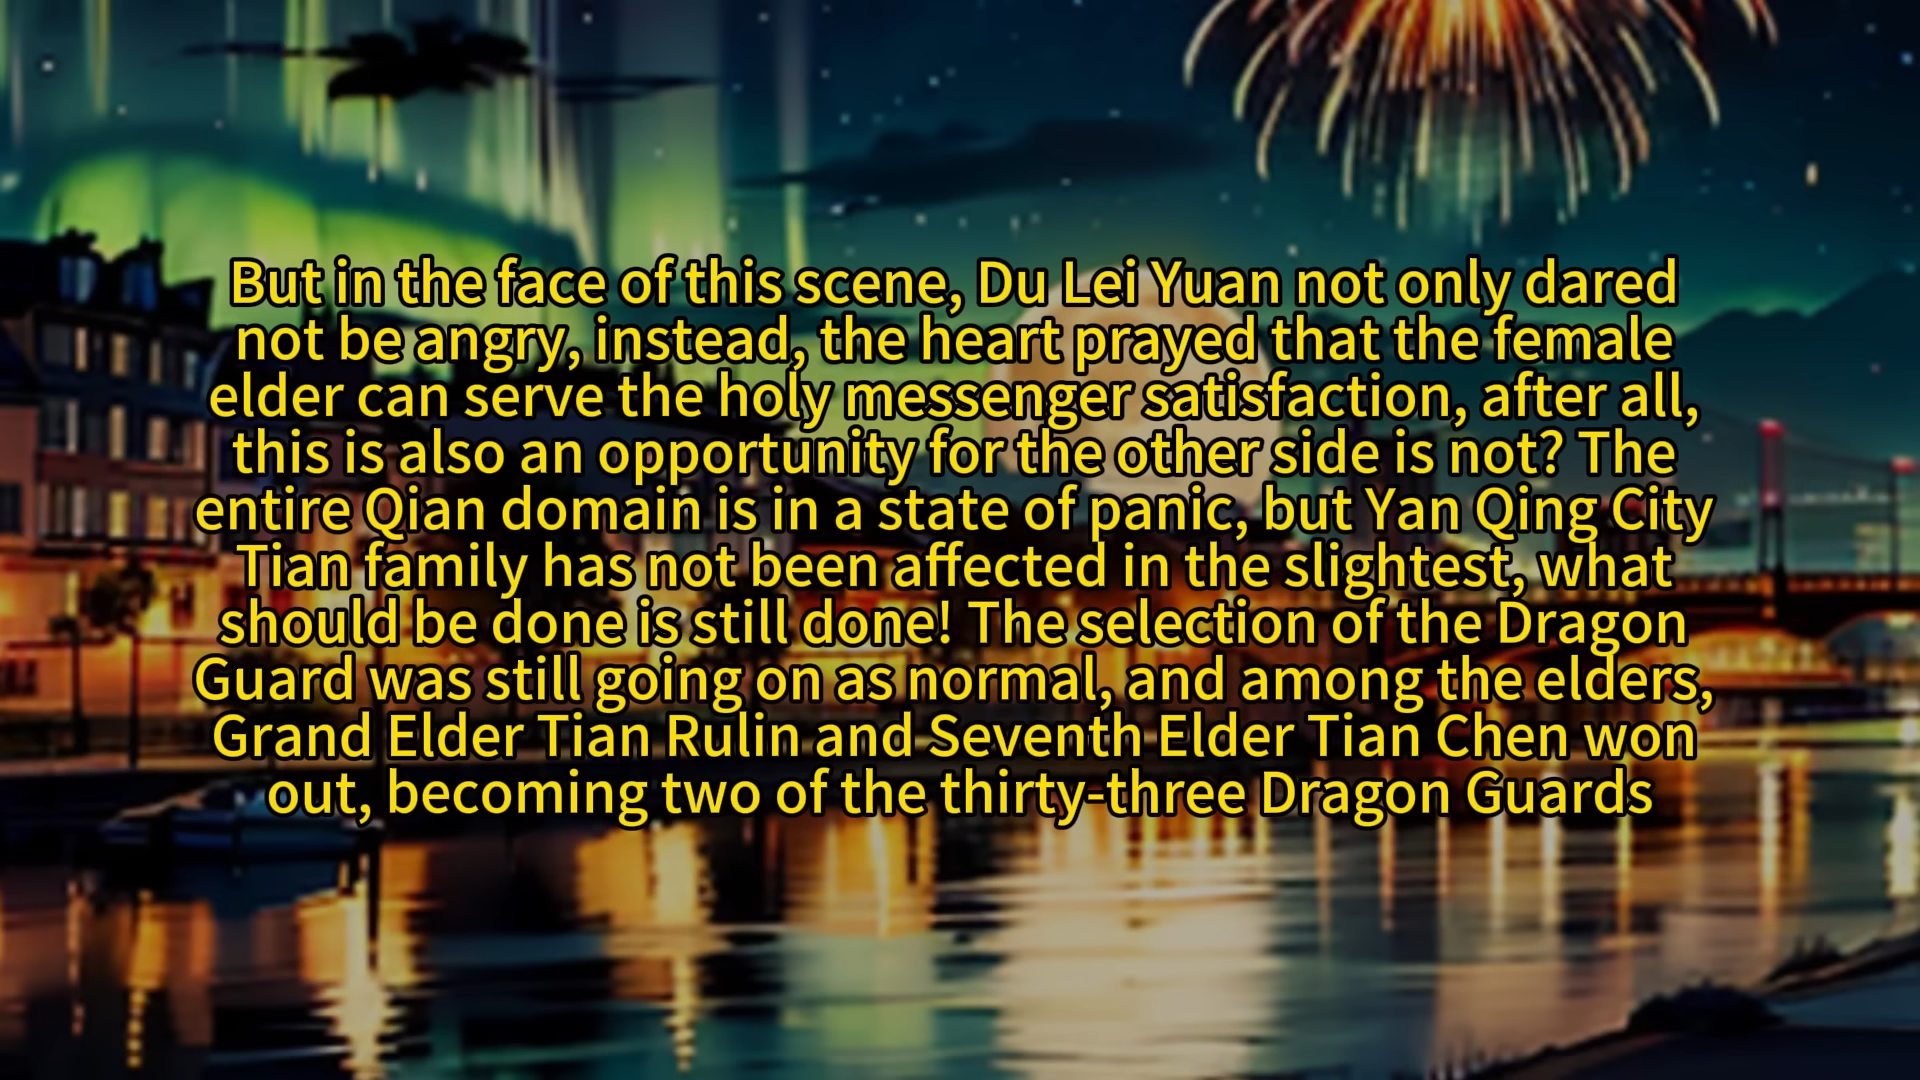 But in the face of this scene, Du Lei Yuan not only dared
not be angry, instead, the heart prayed that the female
elder can serve the holy messenger satisfaction, after all,
this is also an opportunity for the other side is not? The
entire Qian domain is in a state of panic, but Yan Qing City
Tian family has not been affected in the slightest, what
should be done is still done! The selection of the Dragon
Guard was still going on as normal, and among the elders,
Grand Elder Tian Rulin and Seventh Elder Tian Chen won
out, becoming two of the thirty-three Dragon Guards